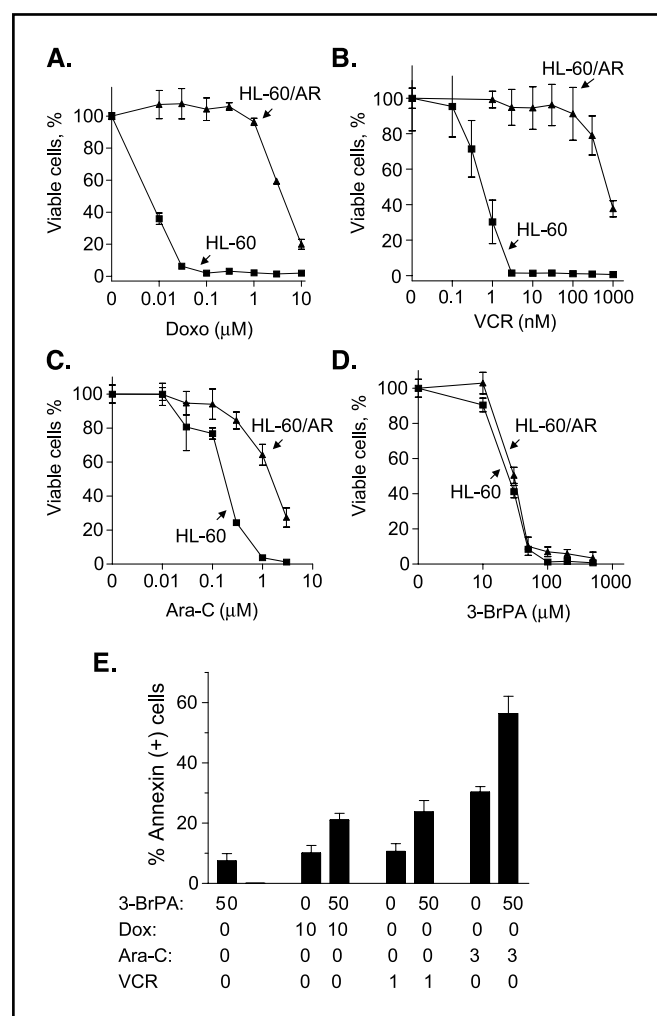 A.
100
80
60
40
20
0
Viable cells, %
HL-60/AR
HL-60
0 0.01 0.1 1 10
Doxo (μM)
B.
100
80
60
40
20
0
Viable cells, %
HL-60/AR
HL-60
0 0.1 1 10 100 1000
VCR (nM)
C.
100
80
60
40
20
0
Viable cells %
HL-60/AR
HL-60
0 0.01 0.1 1 10
Ara-C (μM)
D.
100
80
60
40
20
0
Viable cells, %
HL-60/AR
HL-60
0 10 100 1000
3-BrPA (μM)
E.
60
40
20
0
% Annexin (+) cells
3-BrPA: 50 0 50 0 50 0 50
Dox: 0 10 10 0 0 0 0
Ara-C: 0 0 0 0 0 3 3
VCR 0 0 0 1 1 0 0